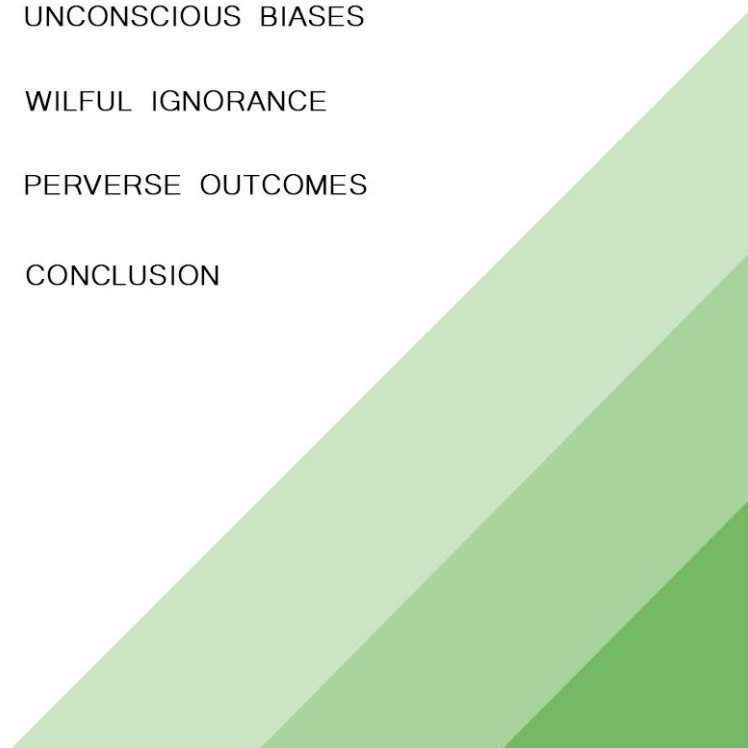 UNCONSCIOUS BIASES
WILFUL IGNORANCE
PERVERSE OUTCOMES
CONCLUSION